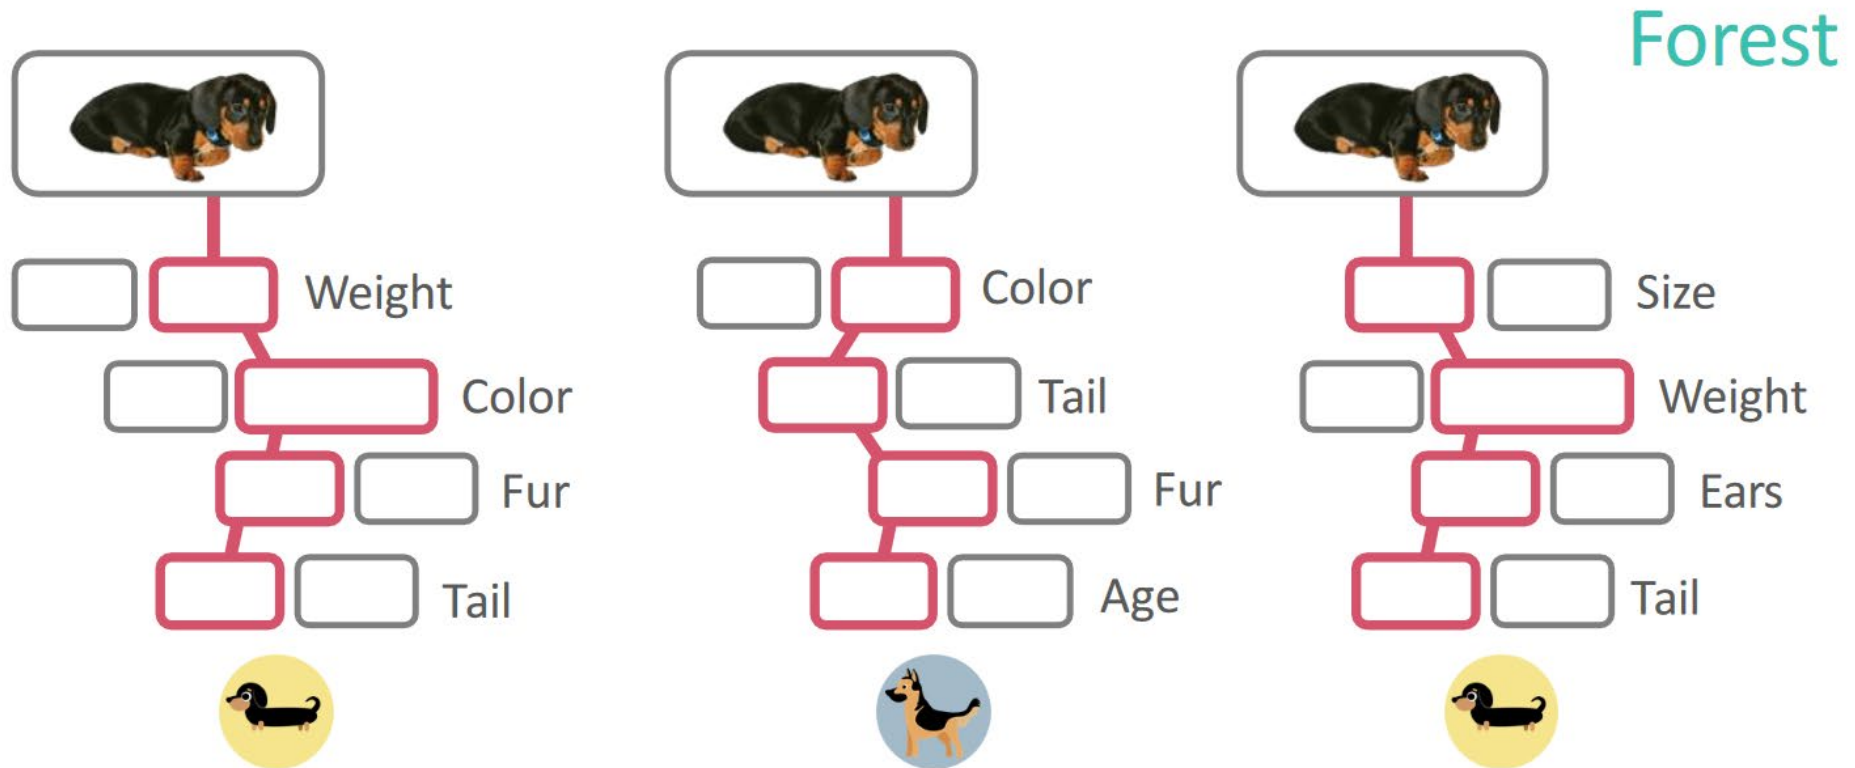 Forest
Weight
Color
Fur
Tail
Color
Tail
Fur
Age
Size
Weight
Ears
Tail